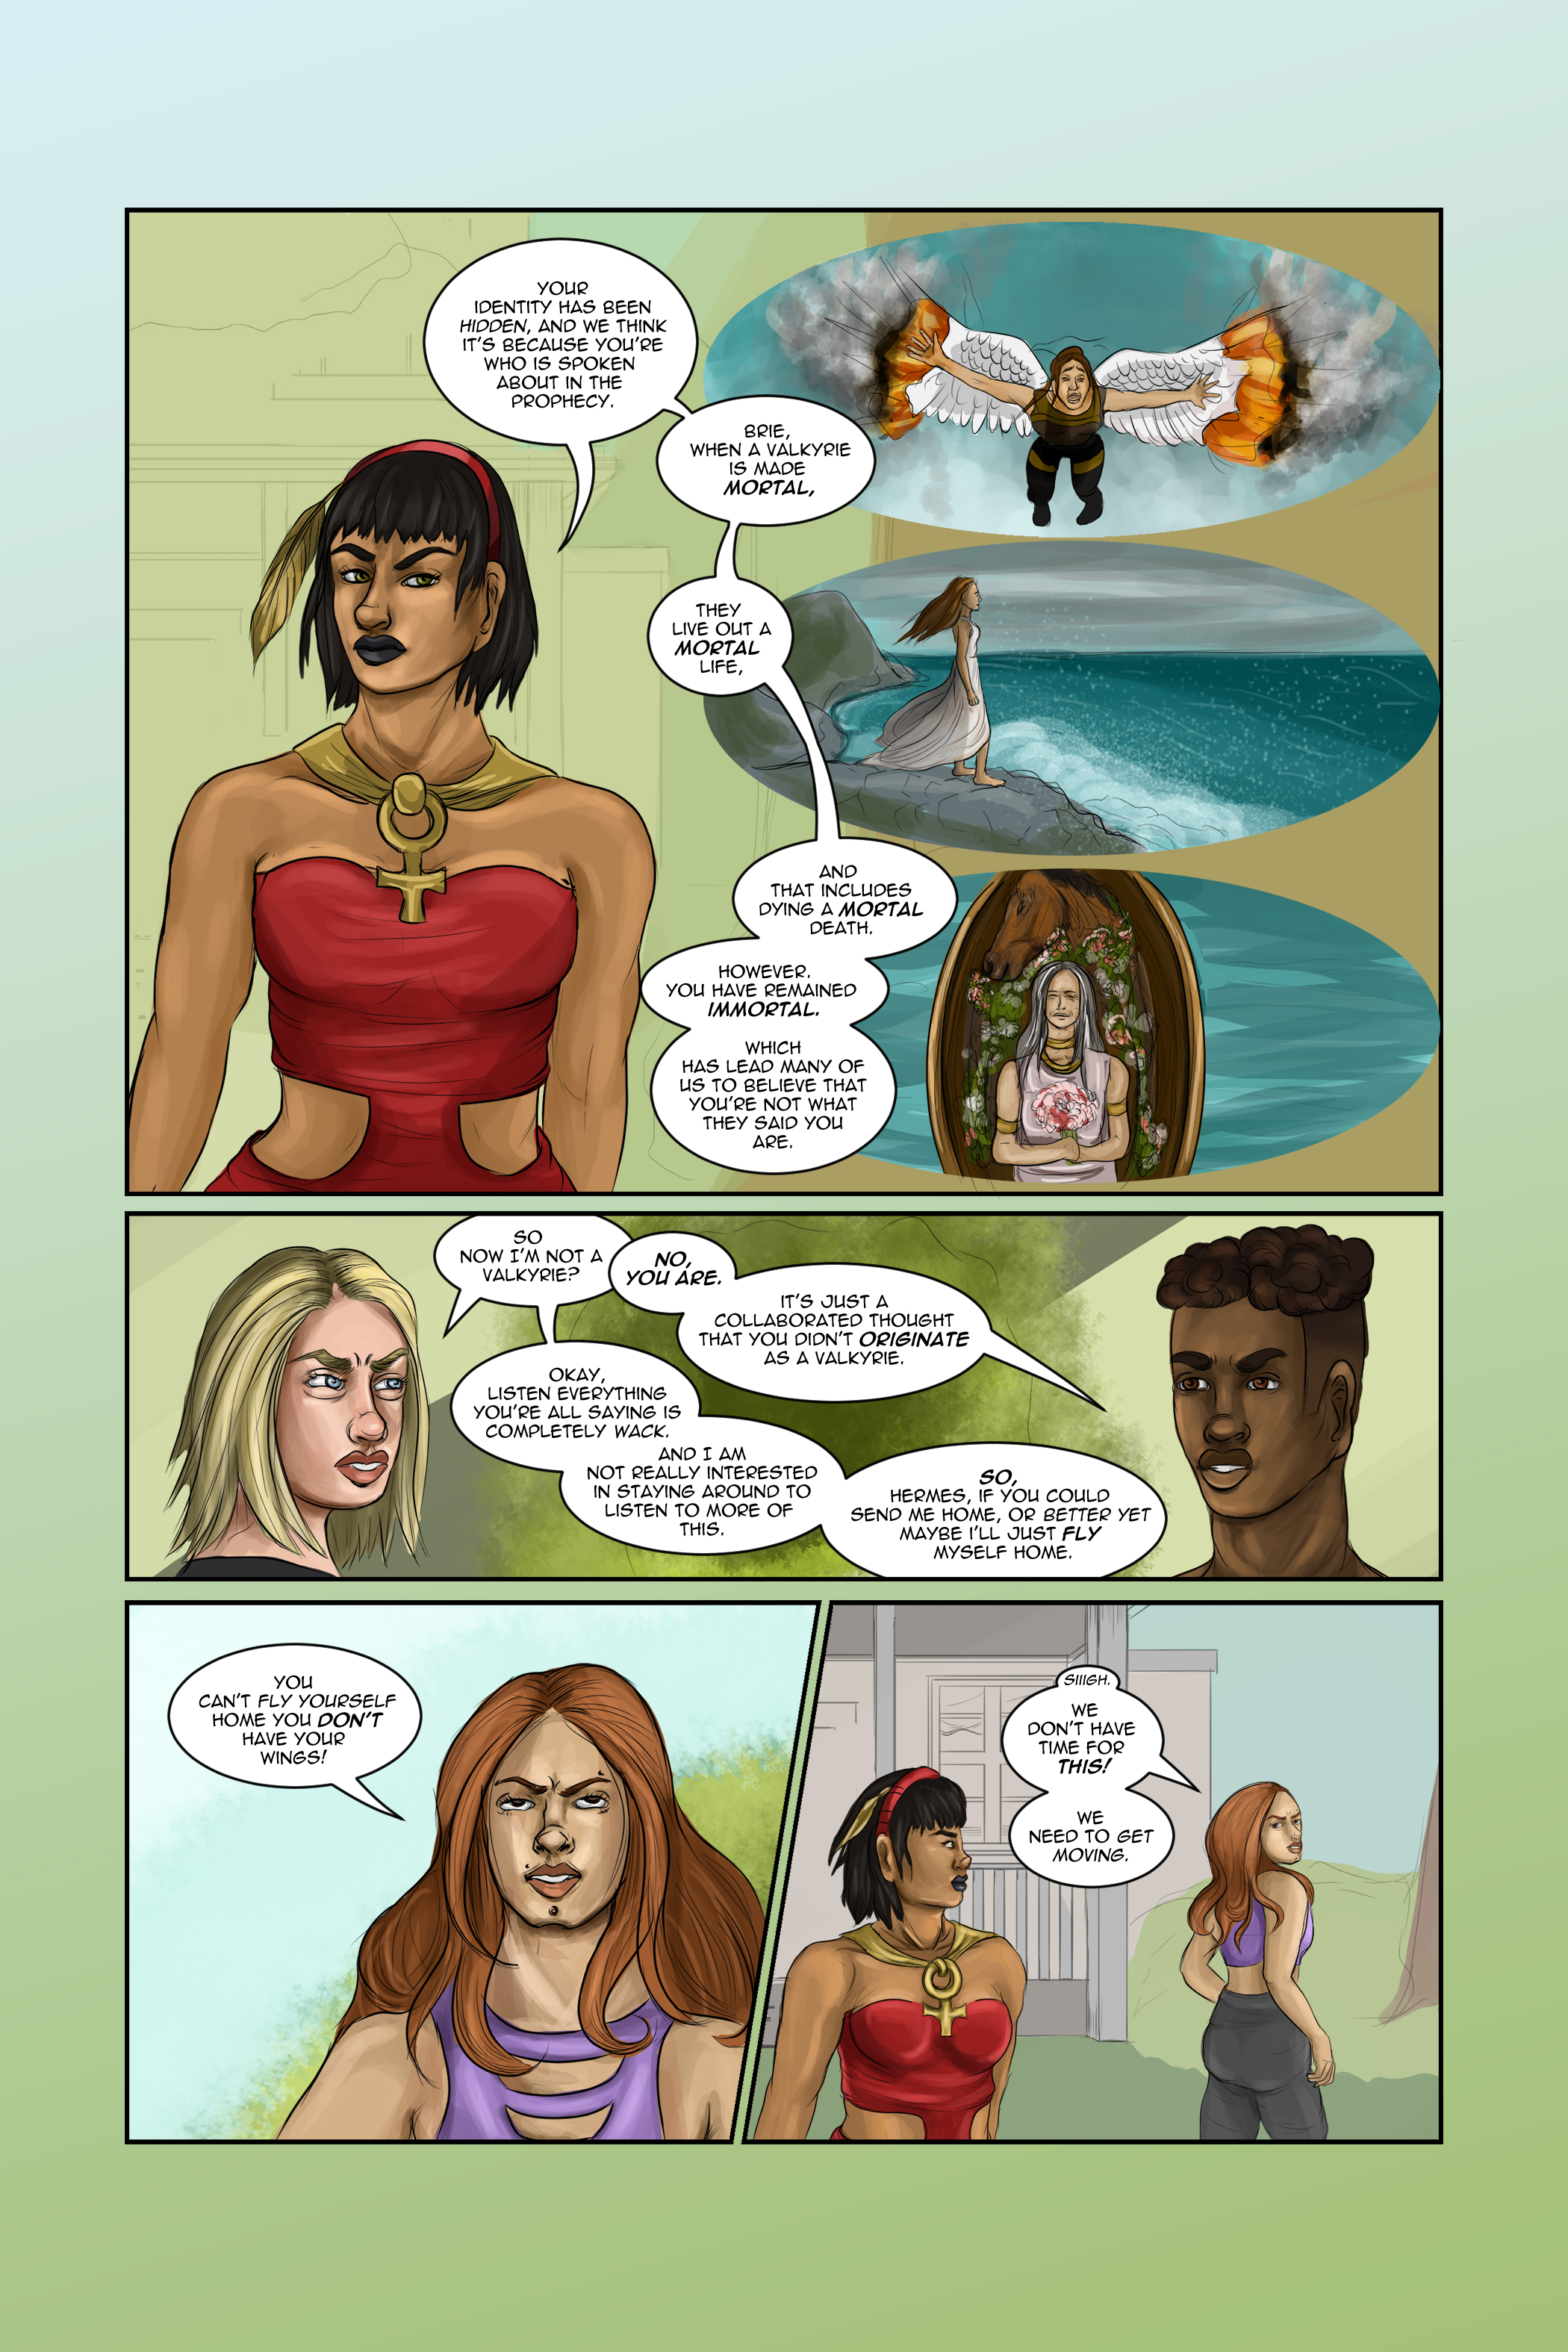 YOUR
IDENTITY HAS BEEN
HIDDEN, AND WE THINK
IT'S BECAUSE YOU'RE
WHO IS SPOKEN
ABOUT IN THE
PROPHECY.
BRIE,
WHEN A VALKYRIE
IS MADE
MORTAL,
THEY
LIVE OUT A
MORTAL
LIFE,
AND
THAT INCLUDES
DYING A MORTAL
DEATH.
HOWEVER.
YOU HAVE REMAINED
IMMORTAL.
WHICH
HAS LEAD MANY OF
US TO BELIEVE THAT
YOU'RE NOT WHAT
THEY SAID YOU
ARE.
SO
NOW I'M NOT A
VALKYRIE?
NO,
YOU ARE.
IT'S JUST A
COLLABORATED THOUGHT
THAT YOU DIDN'T ORIGINATE
AS A VALKYRIE.
OKAY,
LISTEN EVERYTHING
YOU'RE ALL SAYING IS
COMPLETELY WACK.
AND I AM
NOT REALLY INTERESTED
IN STAYING AROUND TO
LISTEN TO MORE OF
THIS.
SO,
HERMES, IF YOU COULD
SEND ME HOME, OR BETTER YET
MAYBE I'LL JUST FLY
MYSELF HOME.
YOU
CAN'T FLY YOURSELF
HOME YOU DON'T
HAVE YOUR
WINGS!
SIIIGH.
WE
DON'T HAVE
TIME FOR
THIS!
WE
NEED TO GET
MOVING.